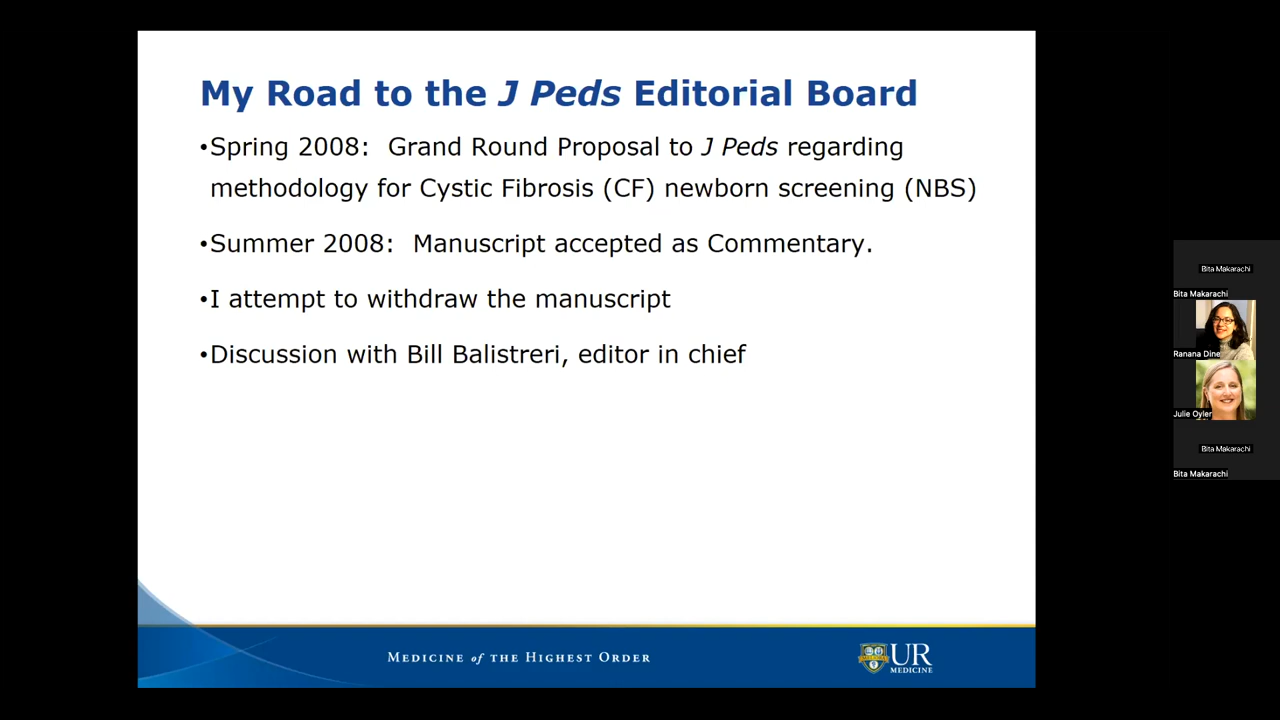 My Road to the J Peds Editorial Board
•Spring 2008:  Grand Round Proposal to J Peds regarding
methodology for Cystic Fibrosis (CF) newborn screening (NBS)
•Summer 2008:  Manuscript accepted as Commentary.
•I attempt to withdraw the manuscript
•Discussion with Bill Balistreri, editor in chief
MEDICINE of THE HIGHEST ORDER
UR
MEDICINE
Bita Makarachi
Bita Makarachi
Ranana Dine
Julie Oyler
Bita Makarachi
Bita Makarachi